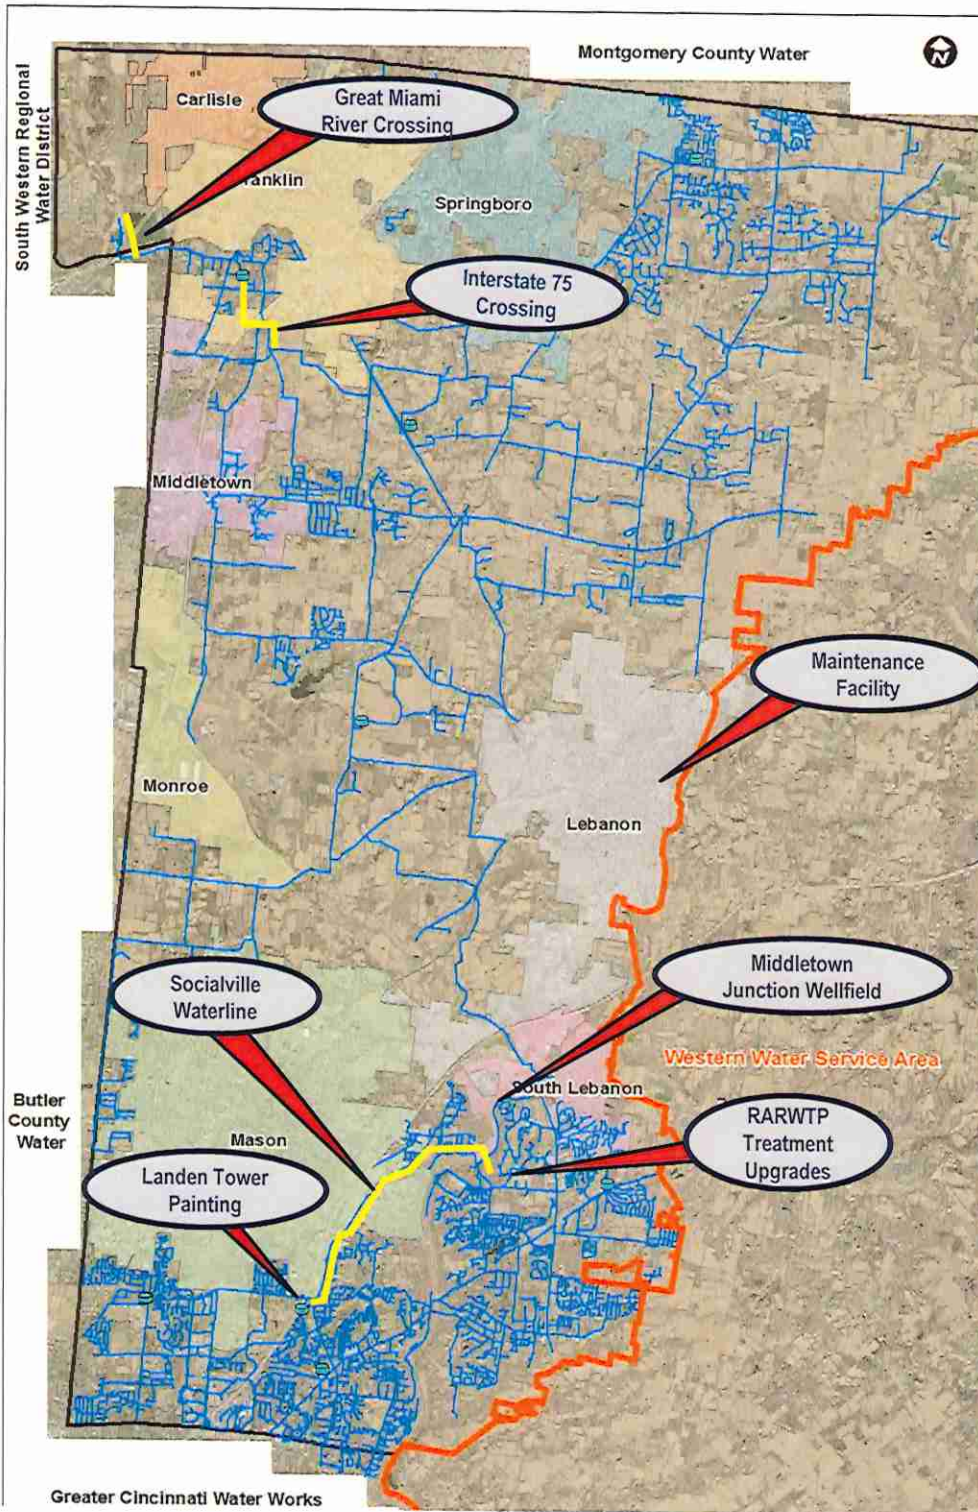 Montgomery County Water
N
South Western Regional
Water District
Carlisle
Great Miami
River Crossing
ranklin
Springboro
Interstate 75
Crossing
Middletown
Maintenance
Facility
Monroe
Lebanon
Socialville
Waterline
Middletown
Junction Wellfield
Western Water Service Area
South Lebanon
Butler
County
Water
Mason
RARWTP
Treatment
Upgrades
Landen Tower
Painting
Greater Cincinnati Water Works